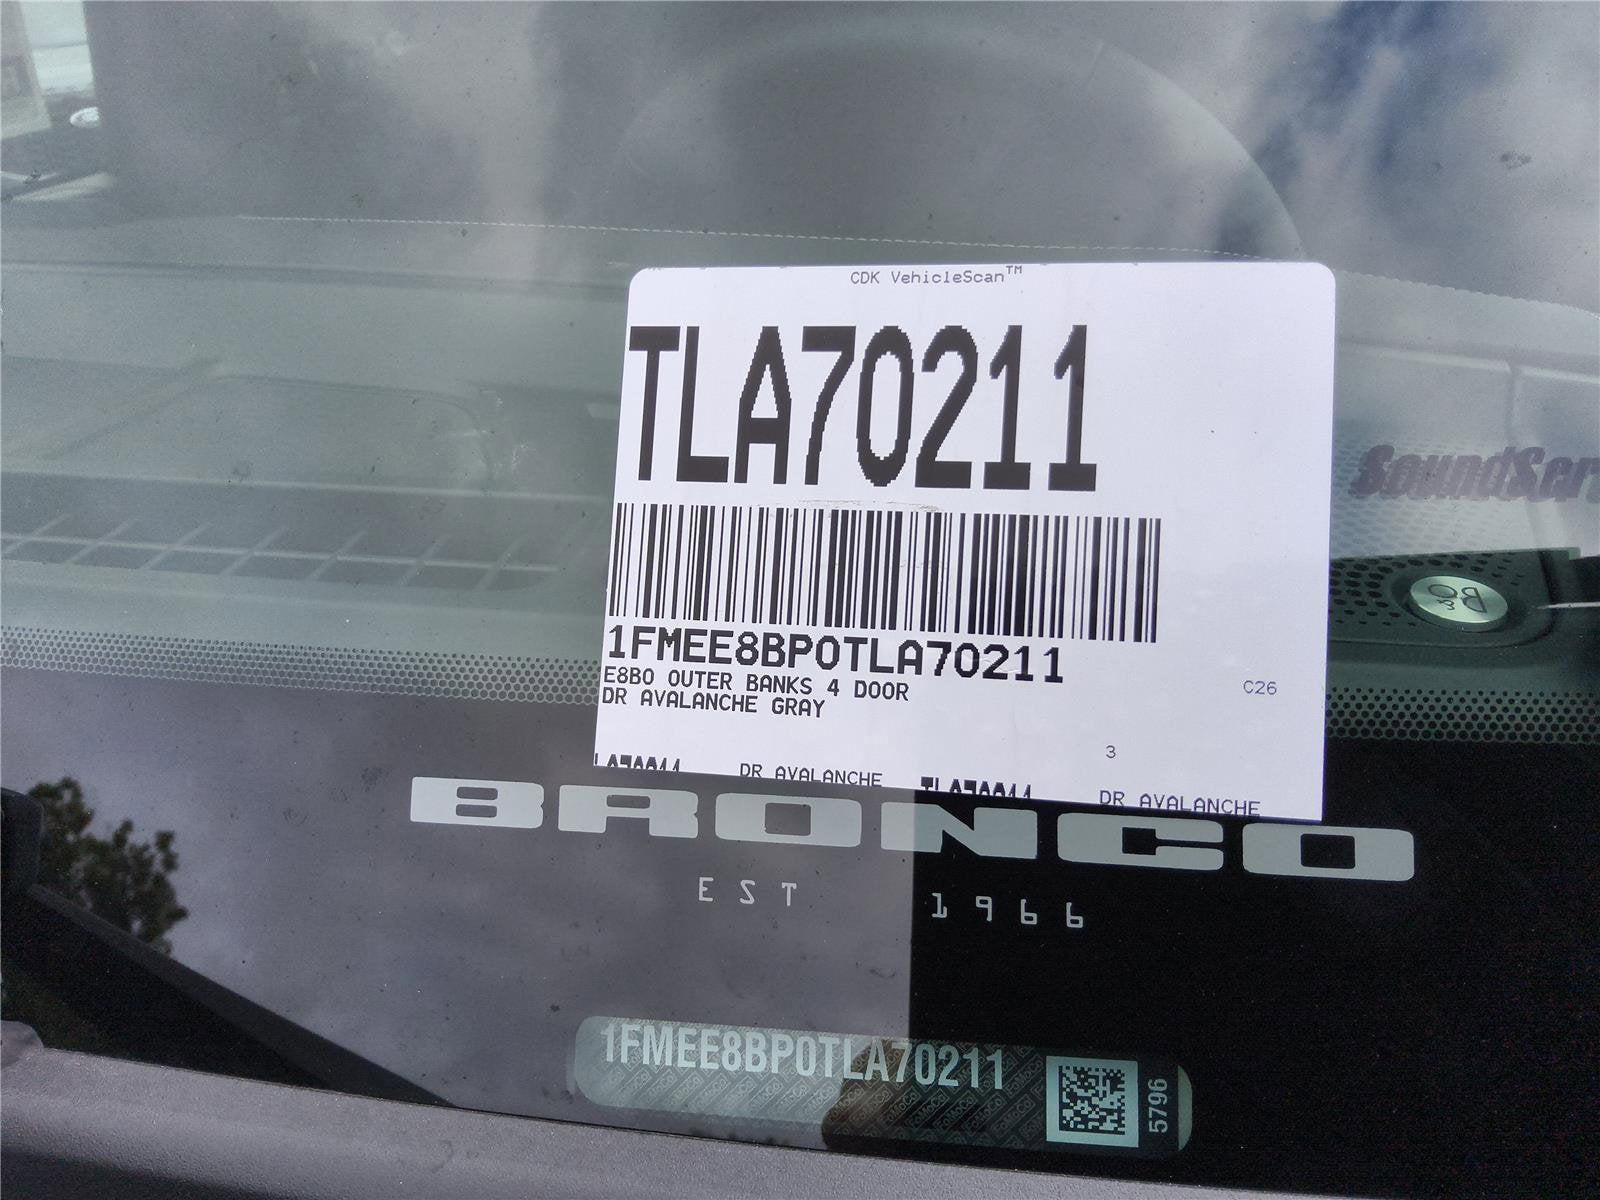 CDK VehicleScan™
TLA70211
SoundScr
1FMEE8BP0TLA70211
E8B0 OUTER BANKS 4 DOOR
DR AVALANCHE GRAY
C26
3
DR AVALANCHE
DR AVALANCHE
BRONCO
EST 1966
1FMEE8BP0TLA70211
5796
B&O